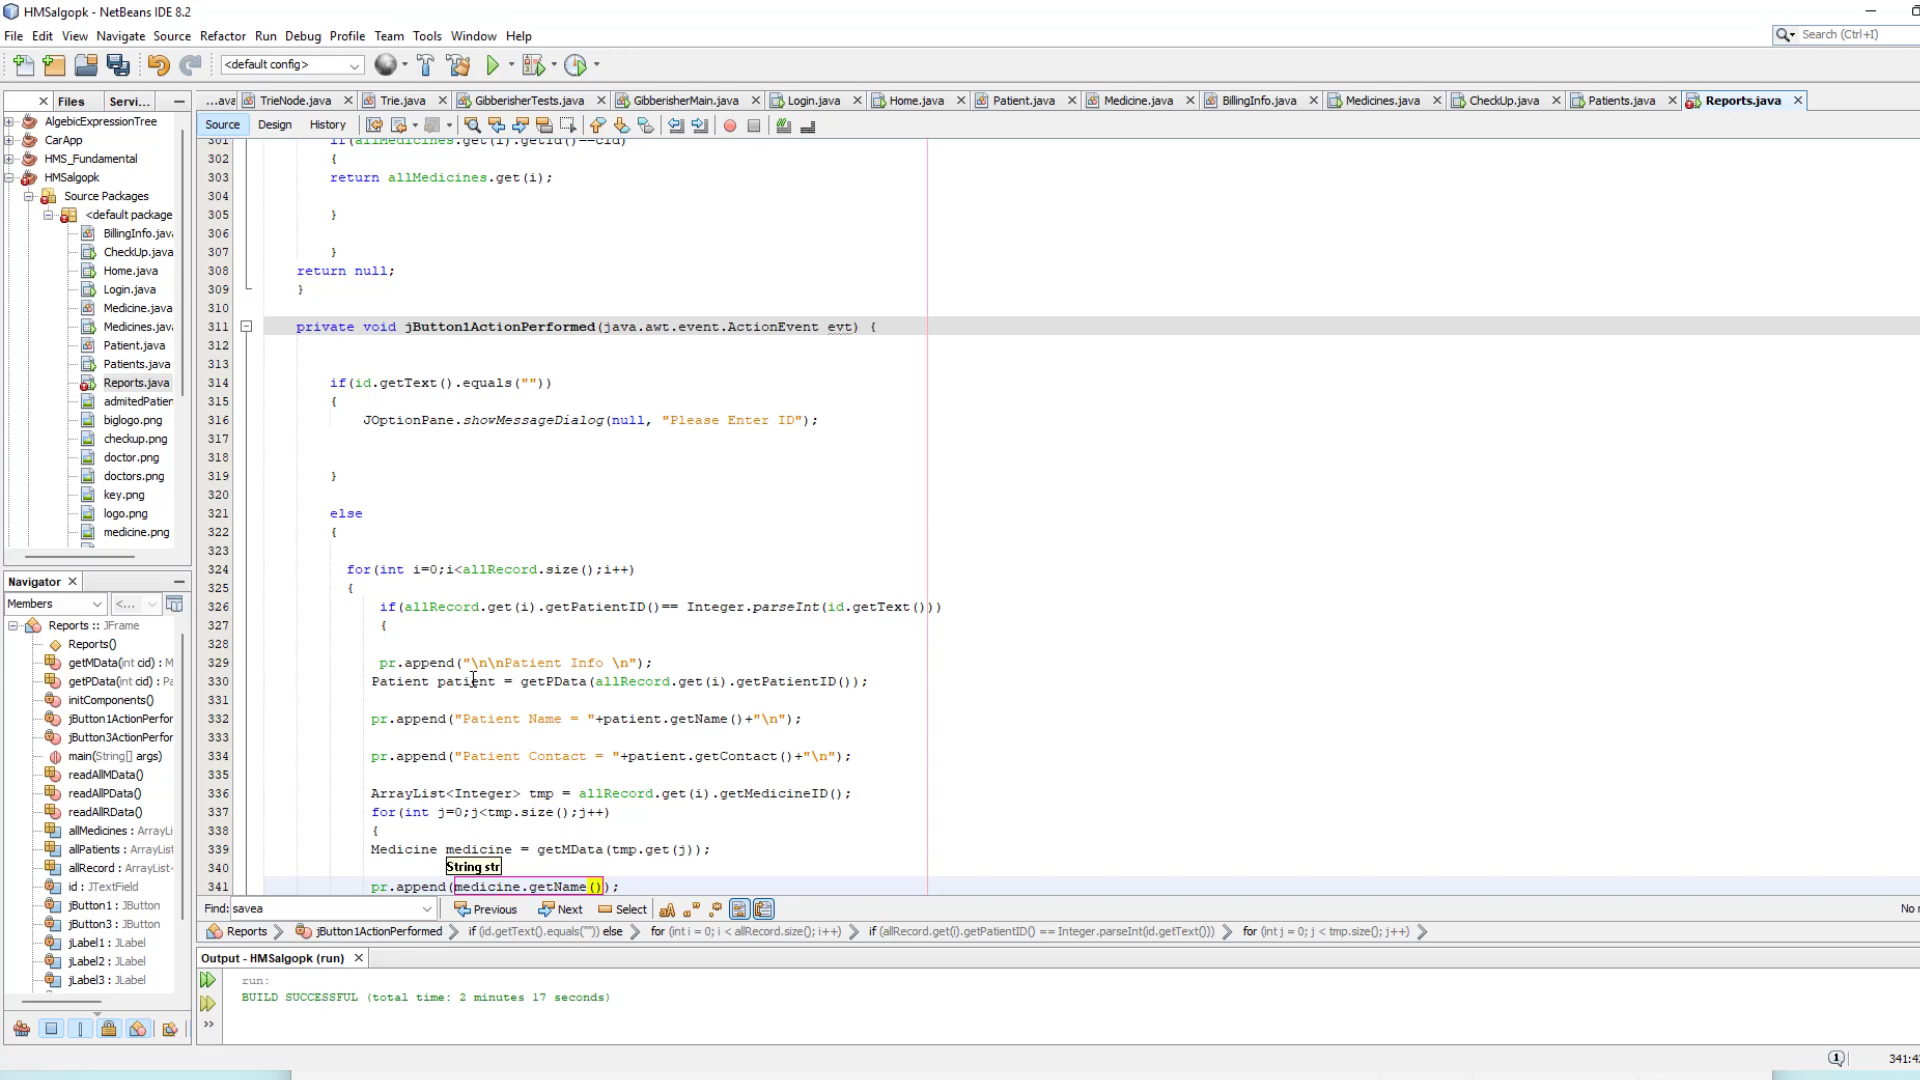 HMSalgopk - NetBeans IDE 8.2
File Edit View Navigate Source Refactor Run Debug Profile Team Tools Window Help
Search (Ctrl+I)
<default config>
Files Servi...
...ava TrieNode.java Trie.java GibberisherTests.java GibberisherMain.java Login.java Home.java Patient.java Medicine.java BillingInfo.java Medicines.java CheckUp.java Patients.java Reports.java
Source Design History
AlgebicExpressionTree
CarApp
HMS_Fundamental
HMSalgopk
Source Packages
<default package
BillingInfo.java
CheckUp.java
Home.java
Login.java
Medicine.java
Medicines.java
Patient.java
Patients.java
Reports.java
admitedPatien
biglogo.png
checkup.png
doctor.png
doctors.png
key.png
logo.png
medicine.png
Navigator
Members <...
Reports :: JFrame
Reports()
getMData(int cid) : M
getPData(int cid) : Pa
initComponents()
jButton1ActionPerfor
jButton3ActionPerfor
main(String[] args)
readAllMData()
readAllPData()
readAllRData()
allMedicines : ArrayLi
allPatients : ArrayList
allRecord : ArrayList
id : JTextField
jButton1 : JButton
jButton3 : JButton
jLabel1 : JLabel
jLabel2 : JLabel
jLabel3 : JLabel
301 if(allMedicines.get(i).getId()==cid)
302 {
303 return allMedicines.get(i);
304
305 }
306
307 }
308 return null;
309 }
310
311 private void jButton1ActionPerformed(java.awt.event.ActionEvent evt) {
312
313
314 if(id.getText().equals(""))
315 {
316 JOptionPane.showMessageDialog(null, "Please Enter ID");
317
318
319 }
320
321 else
322 {
323
324 for(int i=0;i<allRecord.size();i++)
325 {
326 if(allRecord.get(i).getPatientID()== Integer.parseInt(id.getText()))
327 {
328
329 pr.append("\n\nPatient Info \n");
330 Patient patient = getPData(allRecord.get(i).getPatientID());
331
332 pr.append("Patient Name = "+patient.getName()+"\n");
333
334 pr.append("Patient Contact = "+patient.getContact()+"\n");
335
336 ArrayList<Integer> tmp = allRecord.get(i).getMedicineID();
337 for(int j=0;j<tmp.size();j++)
338 {
339 Medicine medicine = getMData(tmp.get(j));
340 String str
341 pr.append(medicine.getName());
Find: savea Previous Next Select No
Reports jButton1ActionPerformed if (id.getText().equals("")) else for (int i = 0; i < allRecord.size(); i++) if (allRecord.get(i).getPatientID() == Integer.parseInt(id.getText())) for (int j = 0; j < tmp.size(); j++)
Output - HMSalgopk (run)
run:
BUILD SUCCESSFUL (total time: 2 minutes 17 seconds)
1